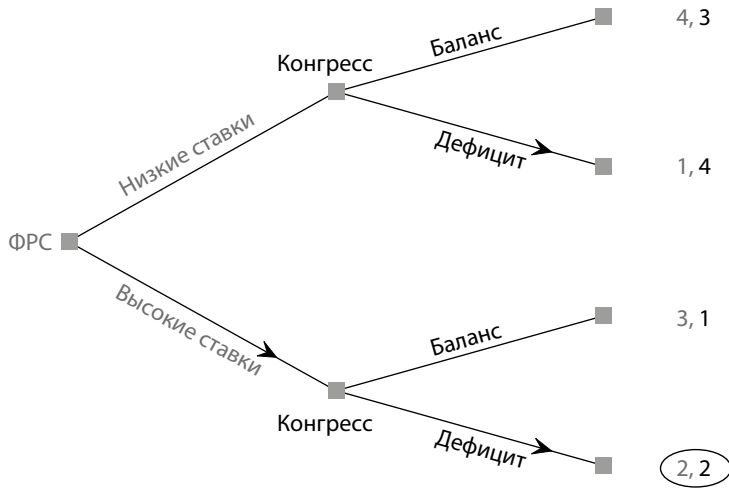 4, 3
Баланс
Конгресс
Низкие ставки
Дефицит
1, 4
ФРС
Высокие ставки
Баланс
3, 1
Конгресс
Дефицит
2, 2